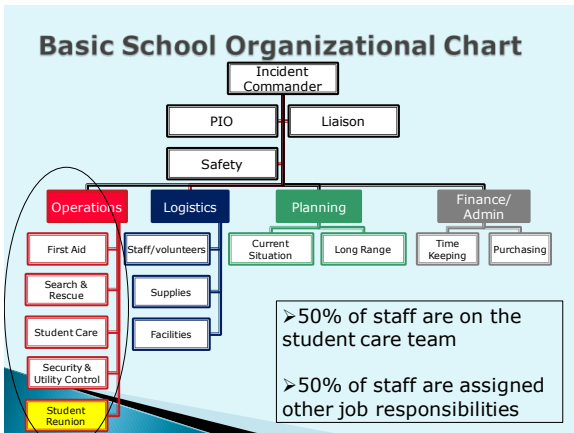 Basic School Organizational Chart
Incident
Commander
PIO
Liaison
Safety
Operations
Logistics
Planning
Finance/
Admin
First Aid
Staff/volunteers
Current
Situation
Long Range
Time
Keeping
Purchasing
Search &
Rescue
Supplies
Student Care
Facilities
Security &
Utility Control
Student
Reunion
➢50% of staff are on the
student care team
➢50% of staff are assigned
other job responsibilities